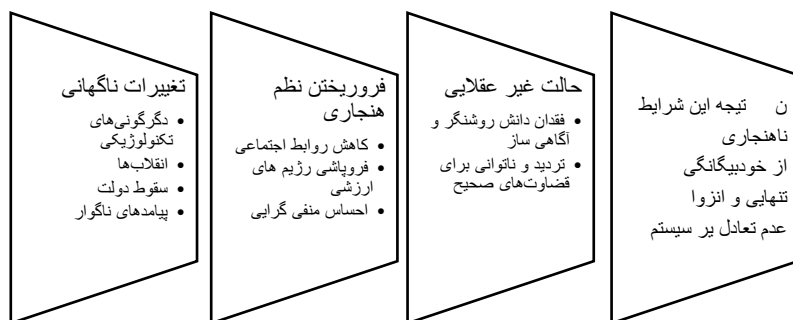 تغییرات ناگهانی
• دگرگونی‌های
تکنولوژیکی
• انقلاب‌ها
• سقوط دولت
• پیامدهای ناگوار
فروریختن نظم
هنجاری
• کاهش روابط اجتماعی
• فروپاشی رژیم های
ارزشی
• احساس منفی گرایی
حالت غیر عقلایی
• فقدان دانش روشنگر و
آگاهی ساز
• تردید و ناتوانی برای
قضاوت‌های صحیح
ن تیجه این شرایط
ناهنجاری
از خودبیگانگی
تنهایی و انزوا
عدم تعادل یر سیستم